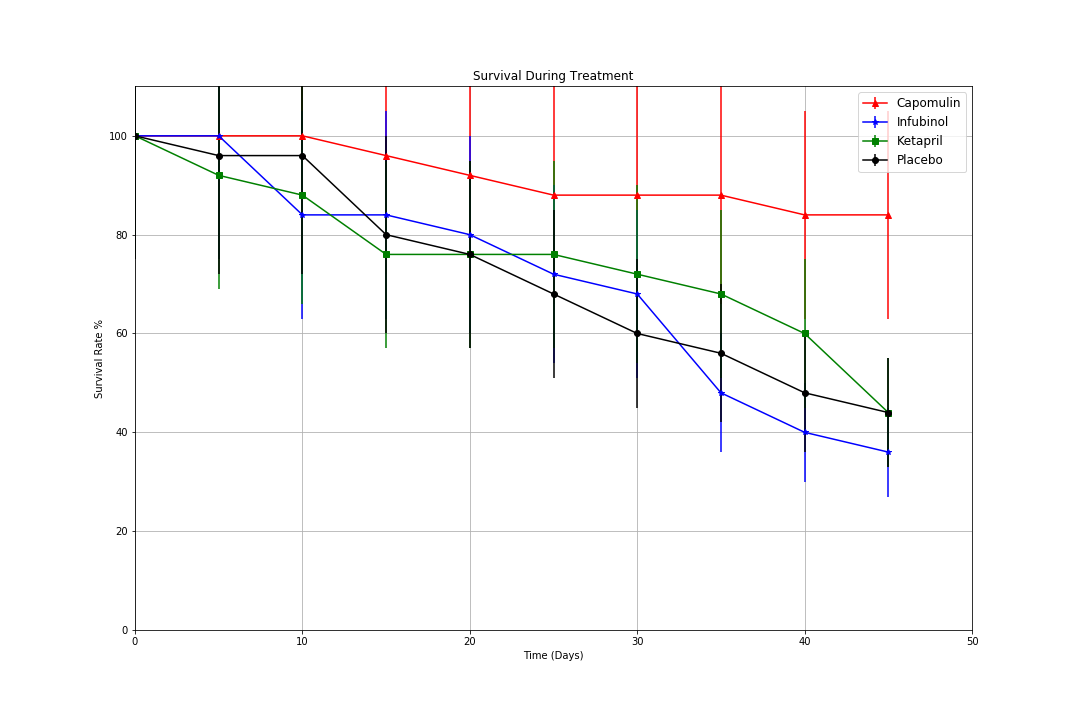 Survival During Treatment
Capomulin
Infubinol
Ketapril
Placebo
100
80
60
40
20
0
Survival Rate %
0 10 20 30 40 50
Time (Days)